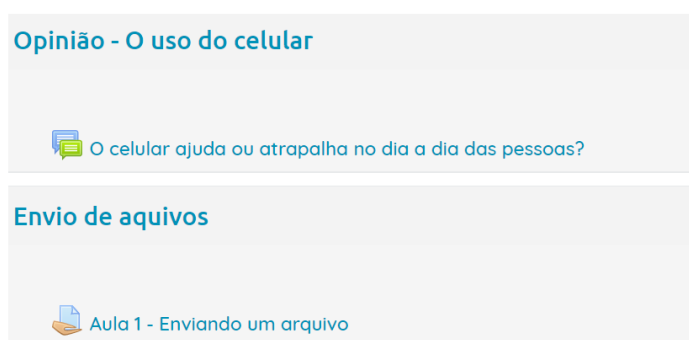 Opinião - O uso do celular
O celular ajuda ou atrapalha no dia a dia das pessoas?
Envio de aquivos
Aula 1 - Enviando um arquivo